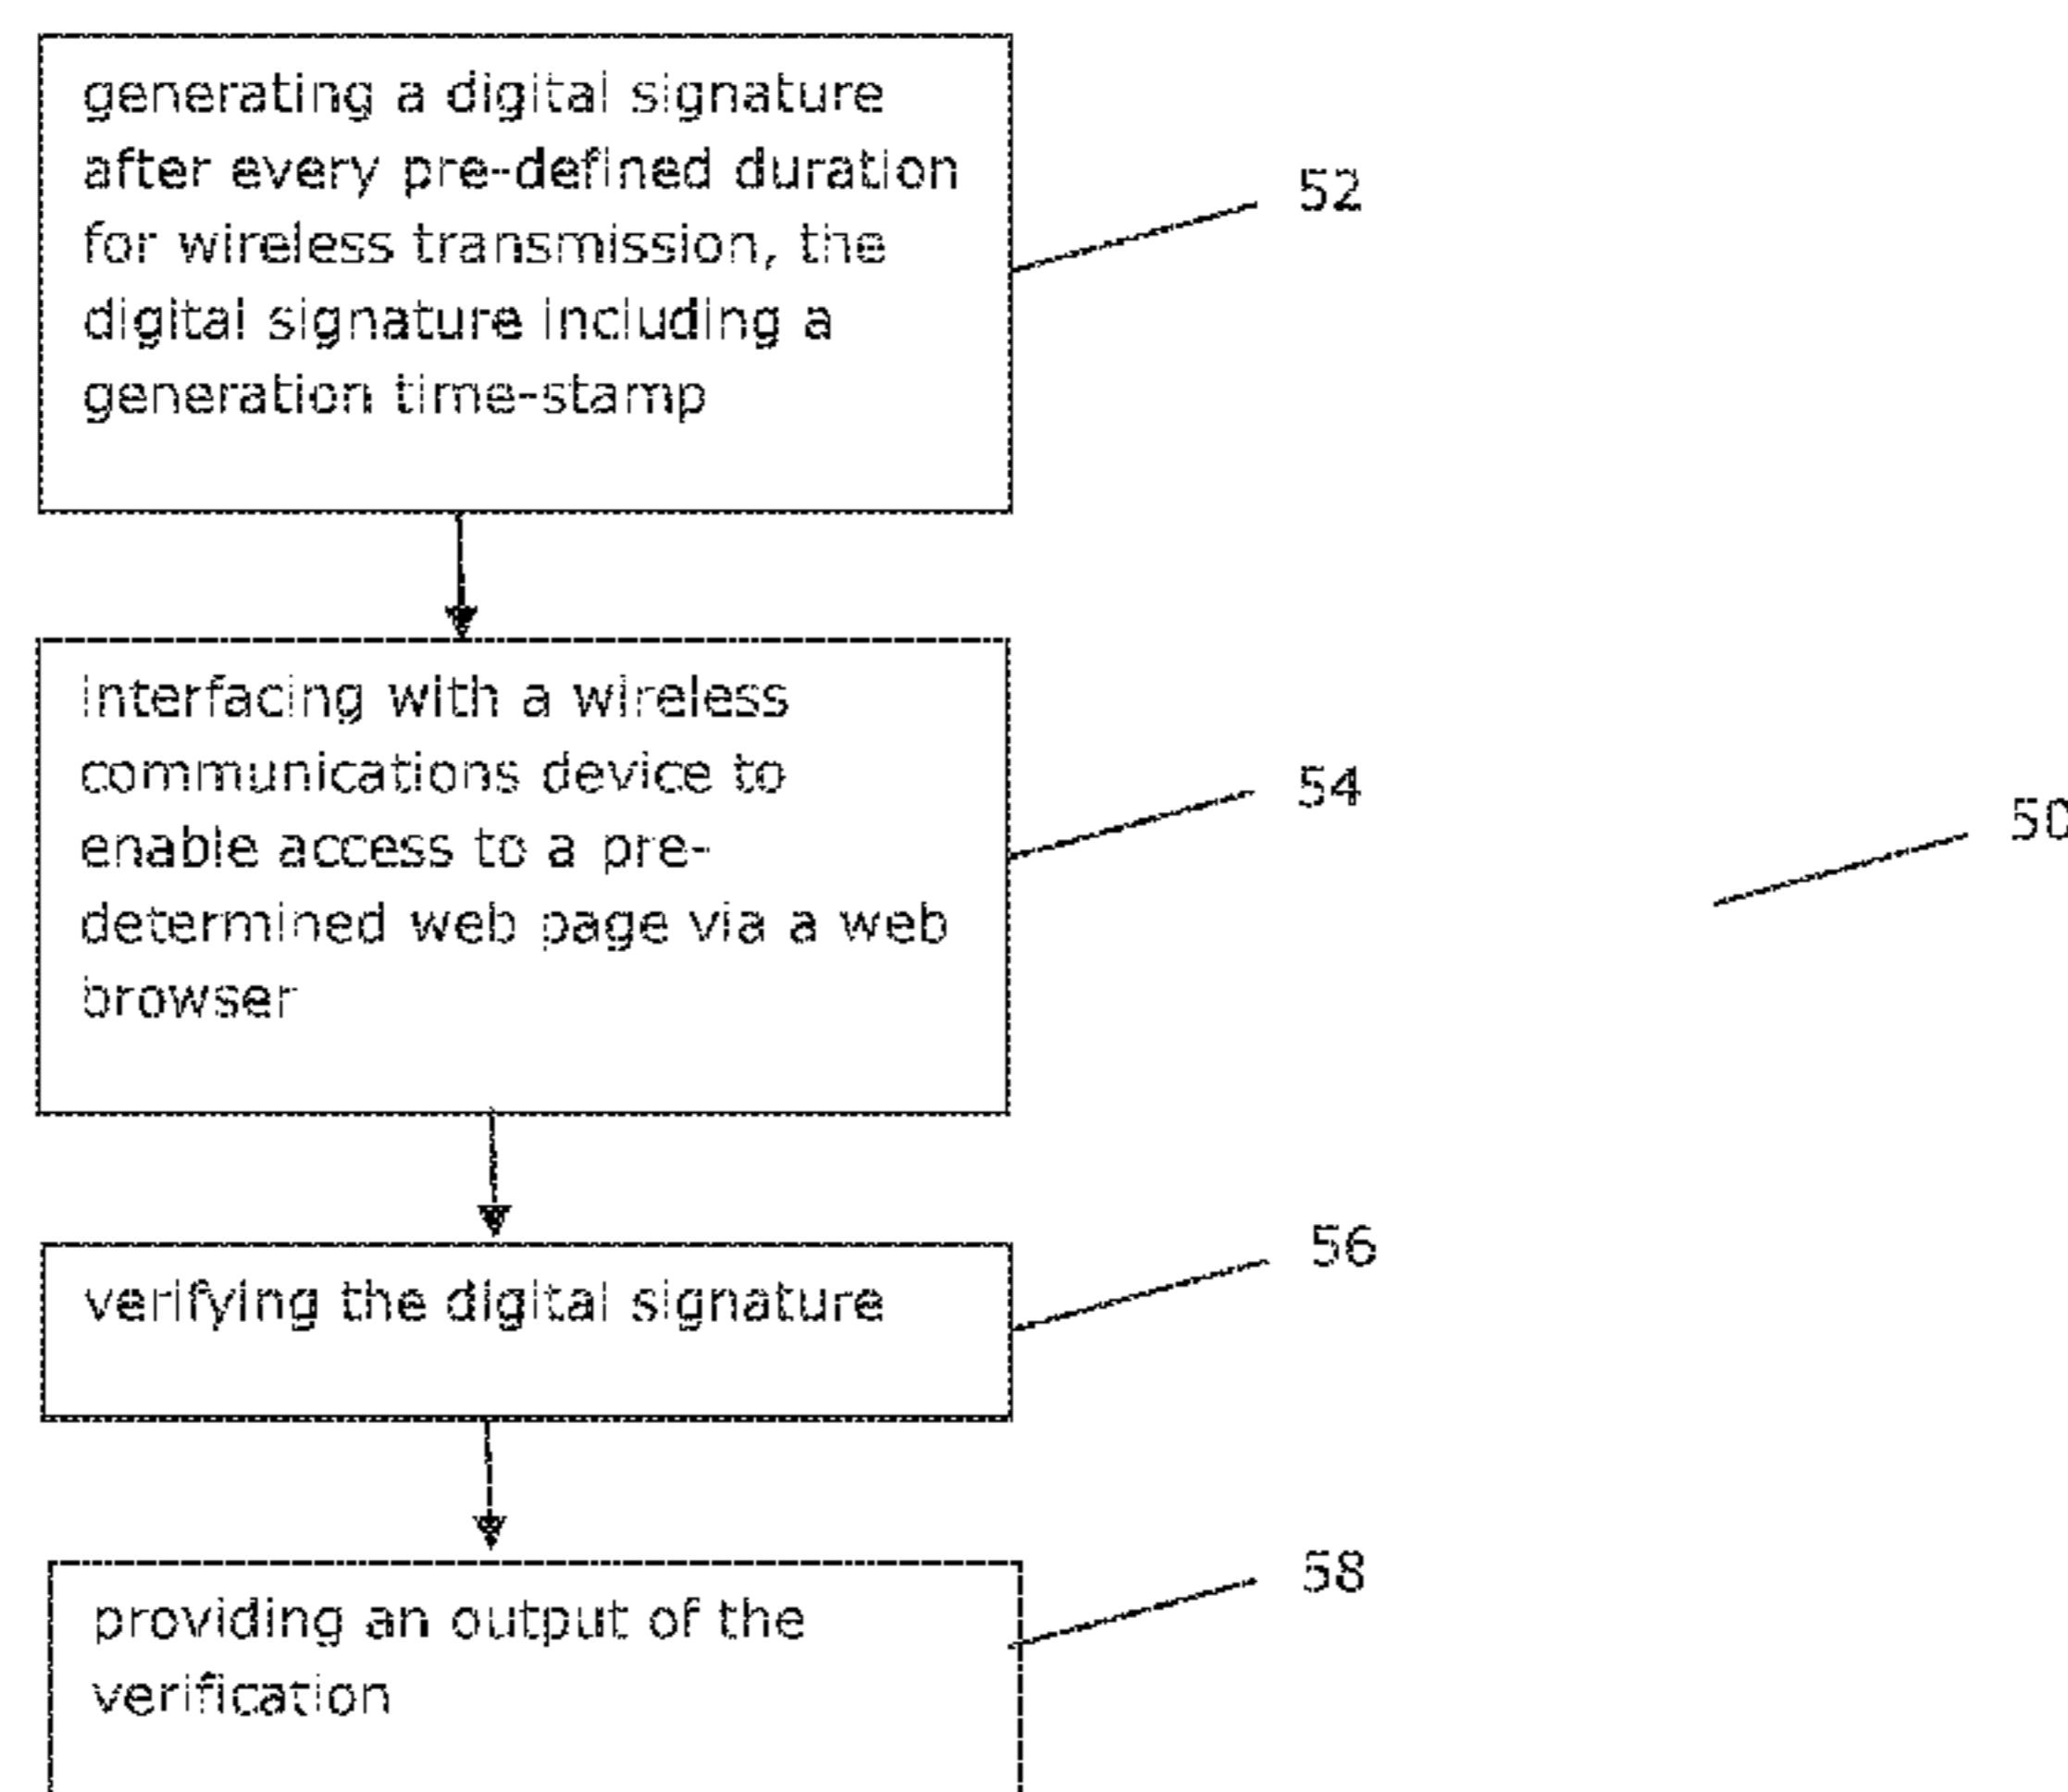 generating a digital signature
after every pre-defined duration
for wireless transmission, the
digital signature including a
generation time-stamp
52
interfacing with a wireless
communications device to
enable access to a pre-
determined web page via a web
browser
54
50
verifying the digital signature
56
providing an output of the
verification
58